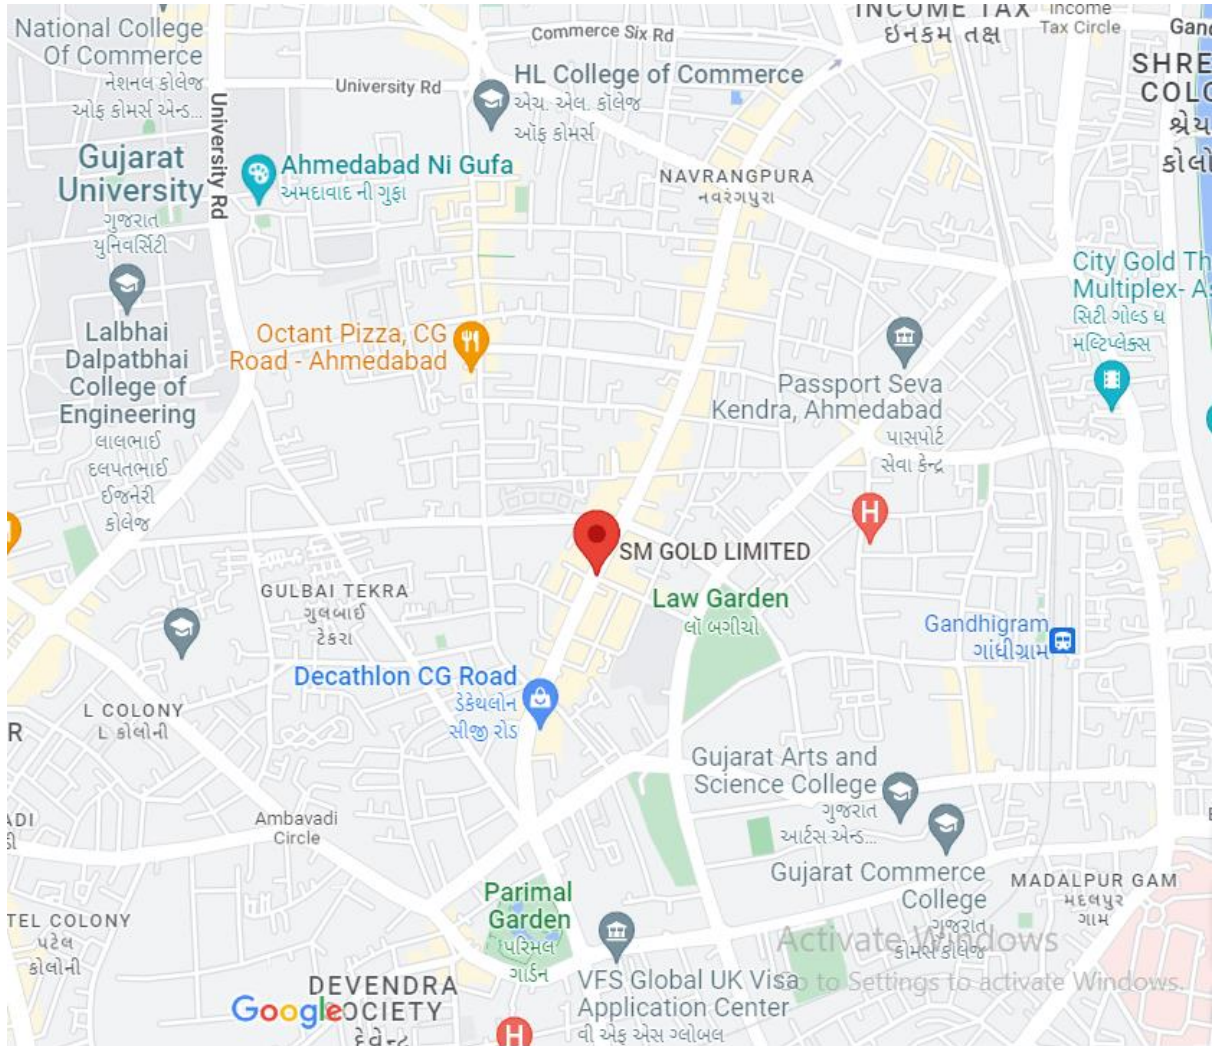 National College
Of Commerce
નેશનલ કૉલેજ
ઑફ કોમર્સ એન્ડ...
Commerce Six Rd
INCOME TAX
ઈનકમ તક્ષ
Income
Tax Circle
University Rd
HL College of Commerce
એચ. એલ. કૉલેજ
ઑફ કોમર્સ
University Rd
Gujarat
University
ગુજરાત
યુનિવર્સિટી
Ahmedabad Ni Gufa
અમદાવાદ ની ગુફા
NAVRANGPURA
નવરંગપુરા
City Gold Th
Multiplex- A
સિટી ગોલ્ડ ધ
મલ્ટિપ્લેક્સ
Octant Pizza, CG
Road - Ahmedabad
Lalbhai
Dalpatbhai
College of
Engineering
લાલભાઈ
દલપતભાઈ
ઈજનેરી
કોલેજ
Passport Seva
Kendra, Ahmedabad
પાસપોર્ટ
સેવા કેન્દ્ર
H
SM GOLD LIMITED
GULBAI TEKRA
ગુલબાઈ
ટેકરા
Law Garden
લૉ બગીચો
Gandhigram
ગાંધીગ્રામ
Decathlon CG Road
ડેકેથલોન
સીજી રોડ
L COLONY
L કોલોની
R
Gujarat Arts and
Science College
ગુજરાત
આર્ટસ એન્ડ...
Ambavadi
Circle
Gujarat Commerce
College
ગુજરાત
કોમર્સ કૉલેજ
MADALPUR GAM
મદલપુર
ગામ
Parimal
Garden
પરિમલ
ગાર્ડન
TEL COLONY
પટેલ
કોલોની
VFS Global UK Visa
Application Center
વી એફ એસ ગ્લોબલ
DEVENDRA
SOCIETY
Google
H
Activate Windows
to Settings to activate Windows.